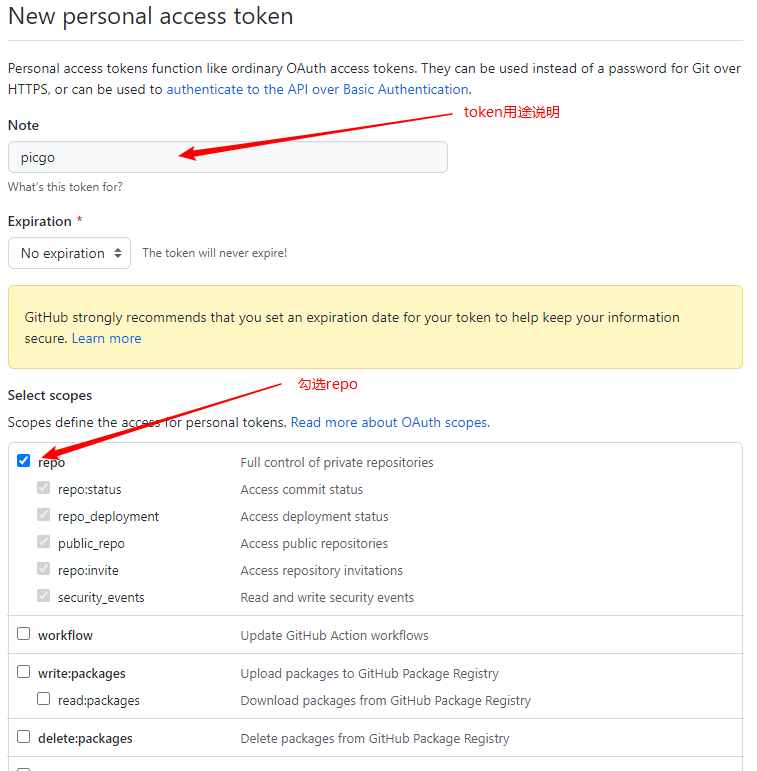 New personal access token
Personal access tokens function like ordinary OAuth access tokens. They can be used instead of a password for Git over
HTTPS, or can be used to authenticate to the API over Basic Authentication.
token用途说明
Note
picgo
What's this token for?
Expiration *
No expiration The token will never expire!
GitHub strongly recommends that you set an expiration date for your token to help keep your information
secure. Learn more
勾选repo
Select scopes
Scopes define the access for personal tokens. Read more about OAuth scopes.
repo Full control of private repositories
repo:status Access commit status
repo_deployment Access deployment status
public_repo Access public repositories
repo:invite Access repository invitations
security_events Read and write security events
workflow Update GitHub Action workflows
write:packages Upload packages to GitHub Package Registry
read:packages Download packages from GitHub Package Registry
delete:packages Delete packages from GitHub Package Registry